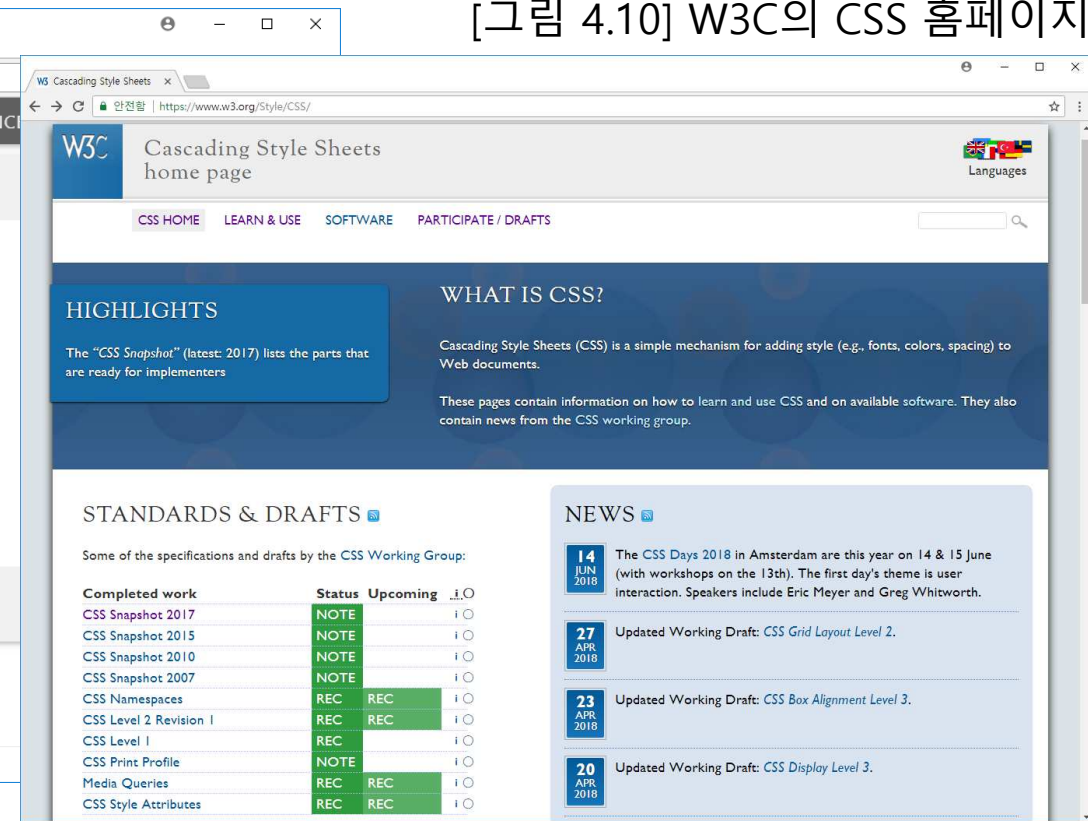 [그림 4.10] W3C의 CSS 홈페이지
W3 Cascading Style Sheets
안전함 | https://www.w3.org/Style/CSS/
W3C
Cascading Style Sheets
home page
Languages
CSS HOME LEARN & USE SOFTWARE PARTICIPATE / DRAFTS
HIGHLIGHTS
The “CSS Snapshot” (latest: 2017) lists the parts that
are ready for implementers
WHAT IS CSS?
Cascading Style Sheets (CSS) is a simple mechanism for adding style (e.g., fonts, colors, spacing) to
Web documents.
These pages contain information on how to learn and use CSS and on available software. They also
contain news from the CSS working group.
STANDARDS & DRAFTS
Some of the specifications and drafts by the CSS Working Group:
Completed work Status Upcoming i
CSS Snapshot 2017 NOTE i
CSS Snapshot 2015 NOTE i
CSS Snapshot 2010 NOTE i
CSS Snapshot 2007 NOTE i
CSS Namespaces REC REC i
CSS Level 2 Revision 1 REC REC i
CSS Level 1 REC i
CSS Print Profile NOTE i
Media Queries REC REC i
CSS Style Attributes REC REC i
NEWS
14
JUN
2018
The CSS Days 2018 in Amsterdam are this year on 14 & 15 June
(with workshops on the 13th). The first day's theme is user
interaction. Speakers include Eric Meyer and Greg Whitworth.
27
APR
2018
Updated Working Draft: CSS Grid Layout Level 2.
23
APR
2018
Updated Working Draft: CSS Box Alignment Level 3.
20
APR
2018
Updated Working Draft: CSS Display Level 3.